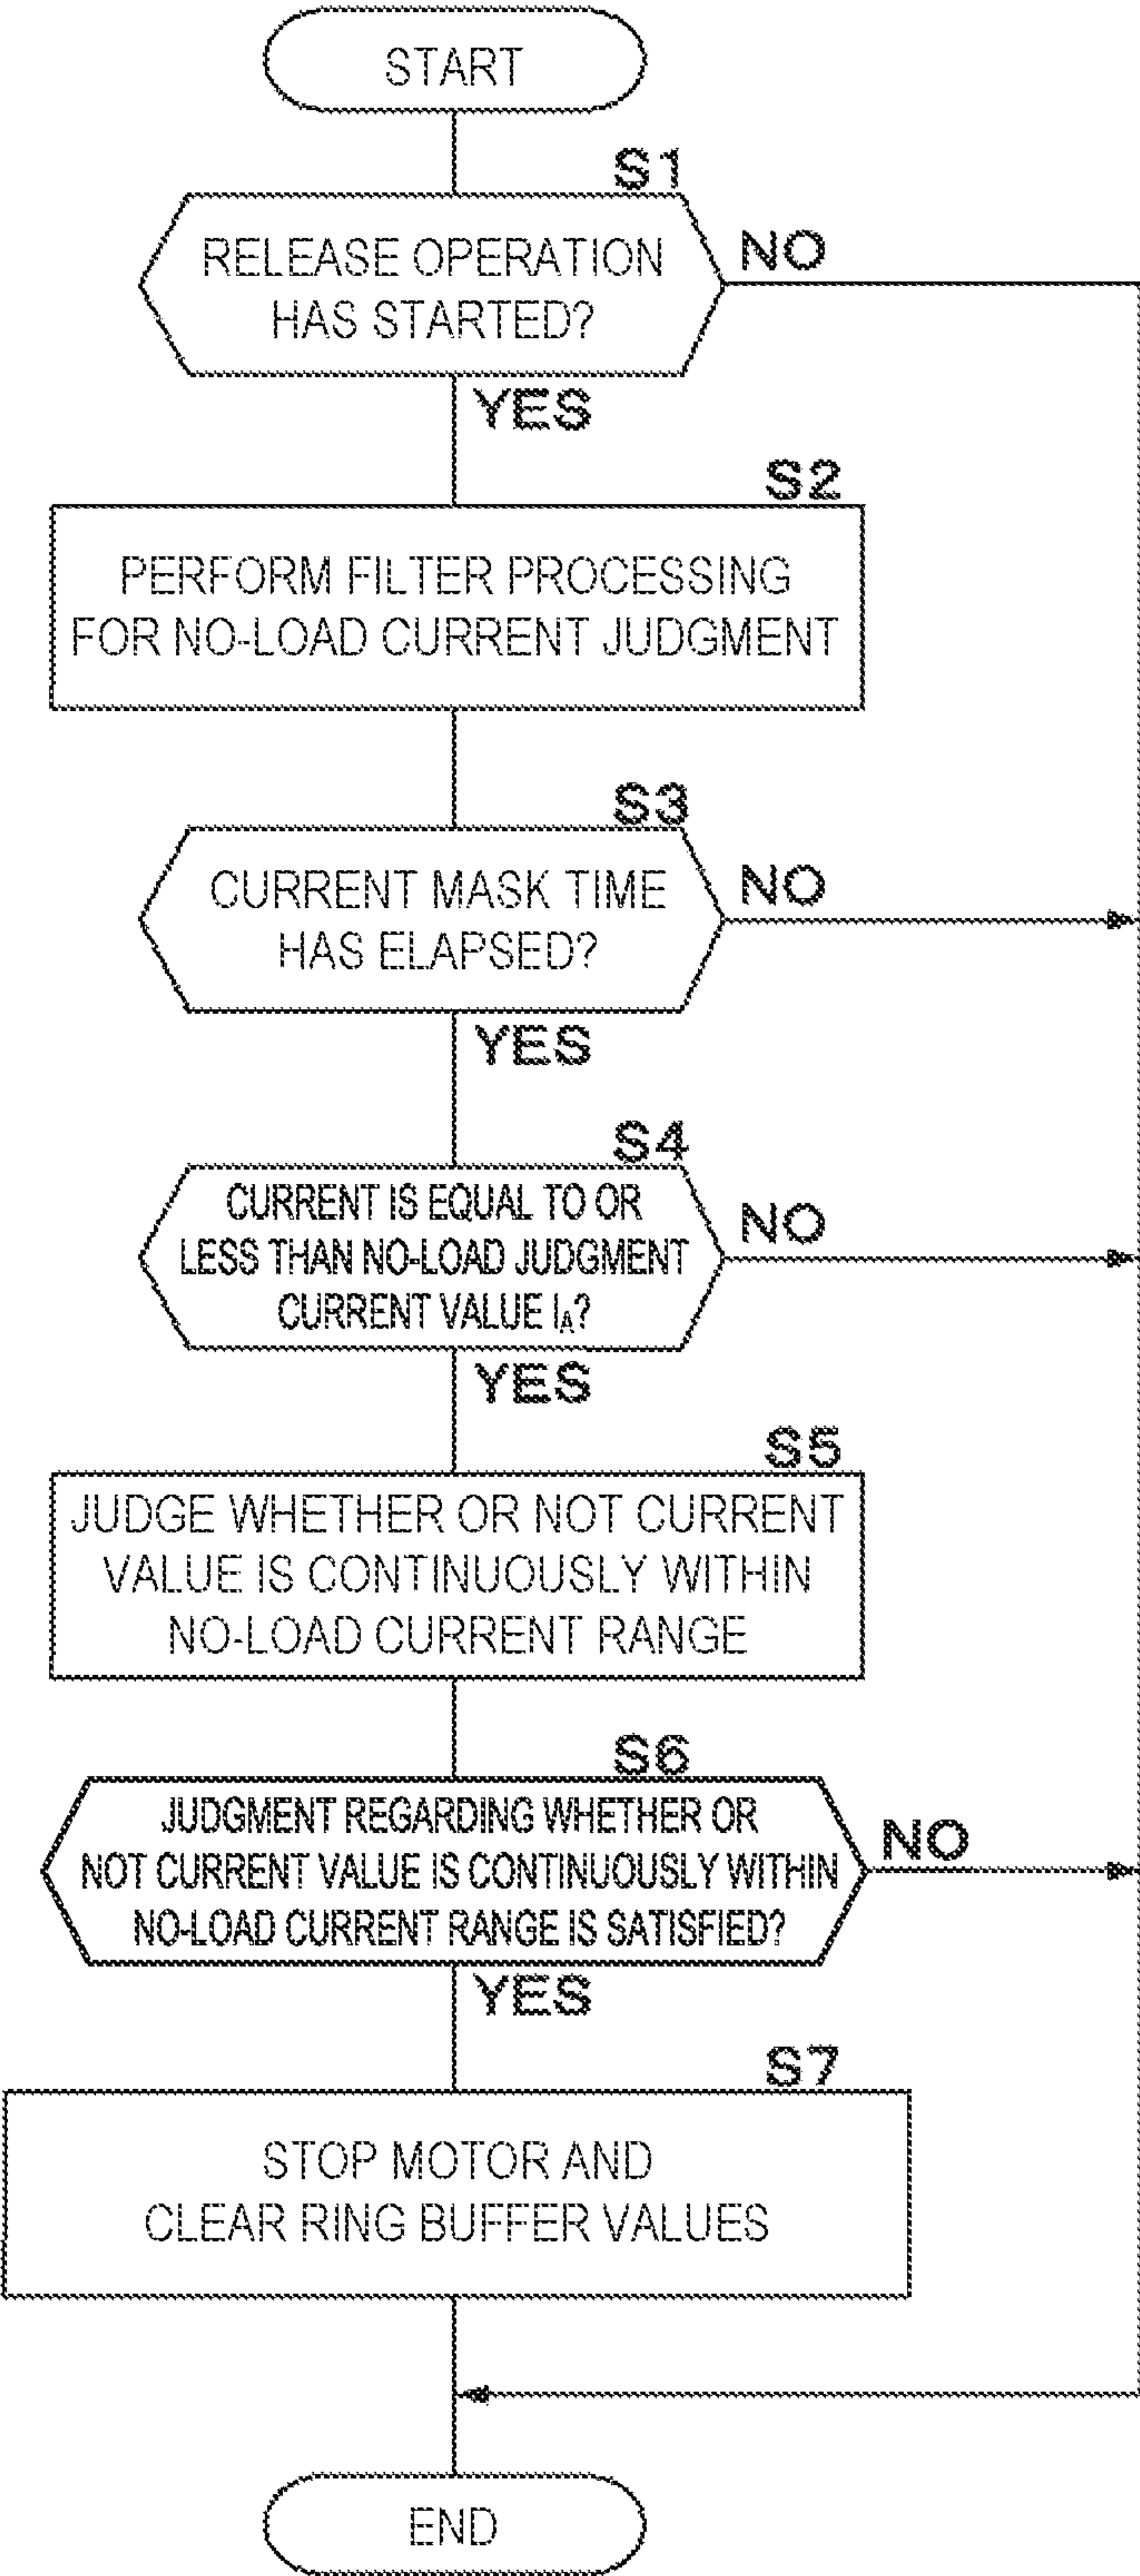 START
S1
RELEASE OPERATION
HAS STARTED?
NO
YES
S2
PERFORM FILTER PROCESSING
FOR NO-LOAD CURRENT JUDGMENT
S3
CURRENT MASK TIME
HAS ELAPSED?
NO
YES
S4
CURRENT IS EQUAL TO OR
LESS THAN NO-LOAD JUDGMENT
CURRENT VALUE IA?
NO
YES
S5
JUDGE WHETHER OR NOT CURRENT
VALUE IS CONTINUOUSLY WITHIN
NO-LOAD CURRENT RANGE
S6
JUDGMENT REGARDING WHETHER OR
NOT CURRENT VALUE IS CONTINUOUSLY WITHIN
NO-LOAD CURRENT RANGE IS SATISFIED?
NO
YES
S7
STOP MOTOR AND
CLEAR RING BUFFER VALUES
END